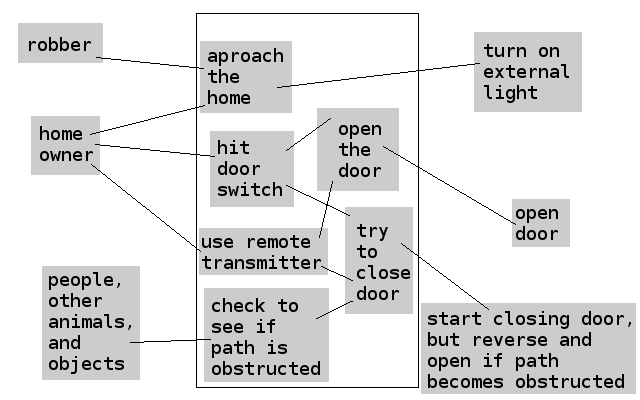 robber
aproach
the
home
turn on
external
light
home
owner
hit
door
switch
open
the
door
open
door
use remote
transmitter
try
to
close
door
people,
other
animals,
and
objects
check to
see if
path is
obstructed
start closing door,
but reverse and
open if path
becomes obstructed